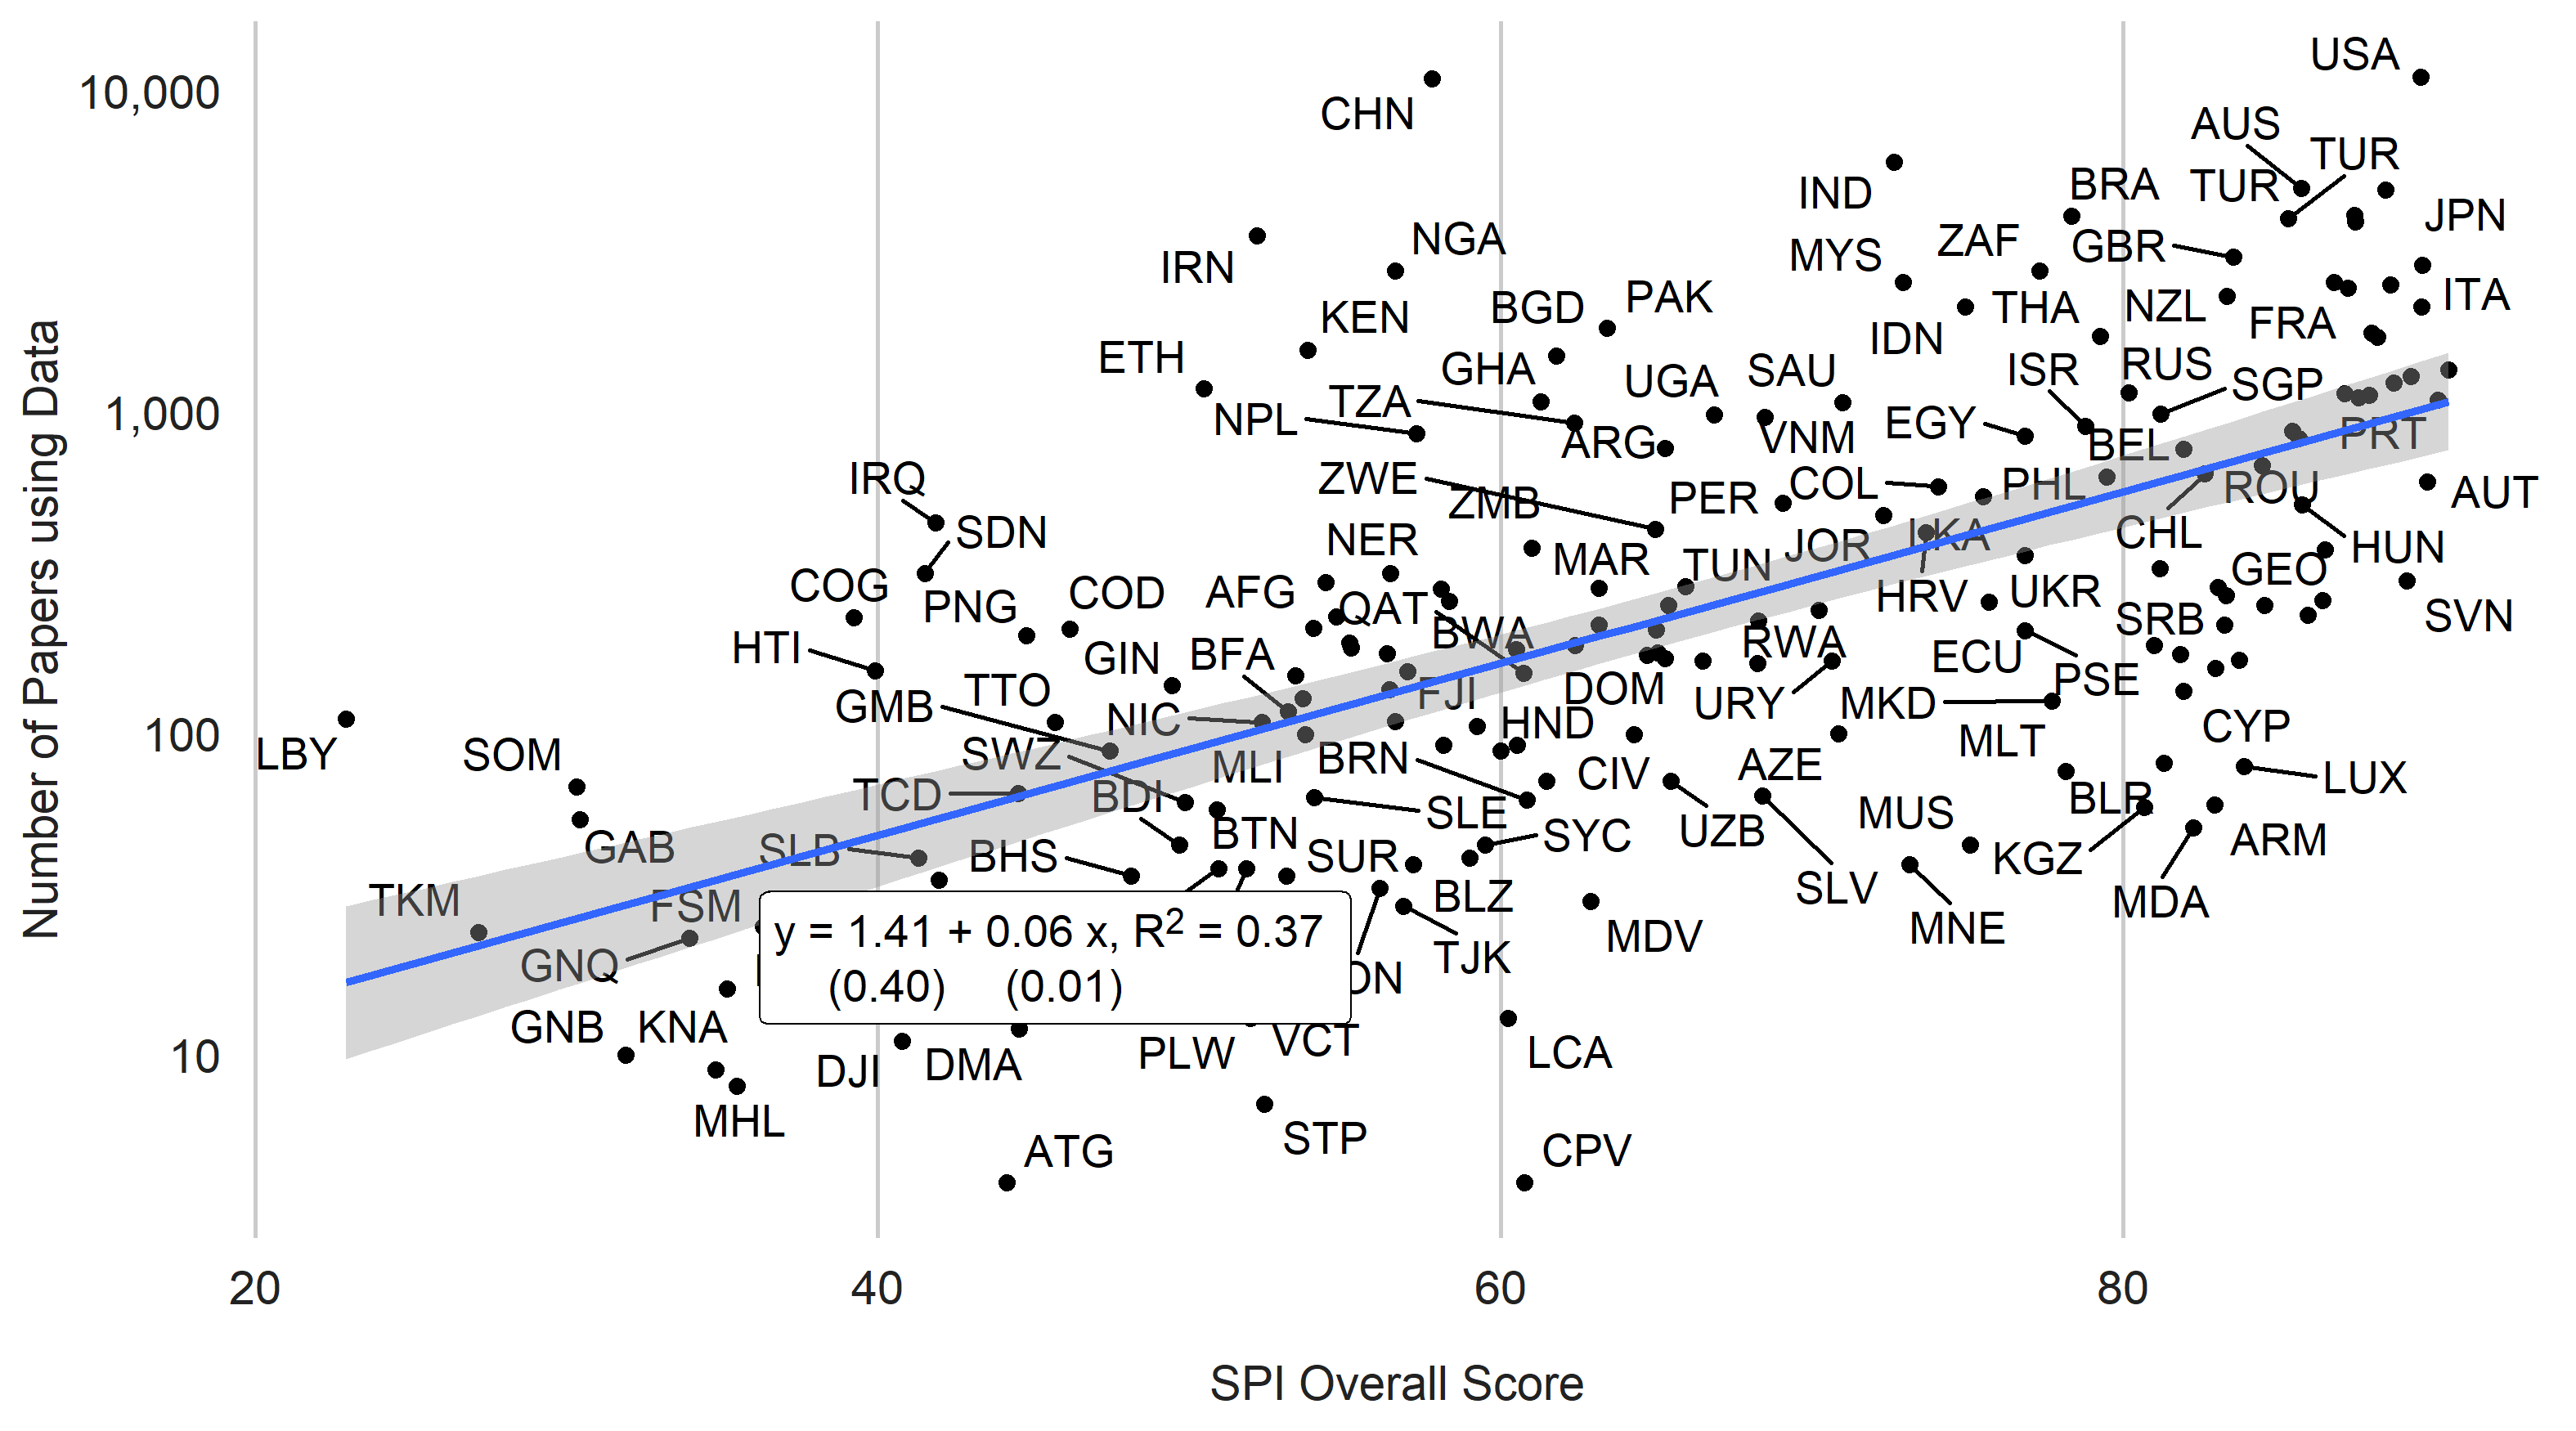 USA
10,000
CHN
AUS
TUR
IND
BRA
TUR
JPN
NGA
MYS
ZAF
GBR
IRN
KEN
BGD
PAK
IDN
THA
NZL
FRA
ITA
ETH
GHA
UGA
SAU
ISR
RUS
SGP
1,000
NPL
TZA
ARG
VNM
EGY
BEL
PRT
IRQ
ZWE
ZMB
PER
COL
PHL
ROU
AUT
SDN
NER
MAR
TUN
JOR
LKA
CHL
HUN
COG
PNG
COD
AFG
QAT
HRV
UKR
GEO
HTI
GIN
BFA
BWA
RWA
ECU
SRB
SVN
GMB
TTO
NIC
FJI
DOM
URY
MKD
PSE
100
LBY
SOM
SWZ
MLI
BRN
HND
CIV
AZE
MLT
CYP
LUX
TCD
BDI
SLE
UZB
MUS
BLR
GAB
SLB
BHS
BTN
SUR
SYC
SLV
KGZ
ARM
TKM
FSM
BLZ
MDV
MNE
MDA
GNQ
y = 1.41 + 0.06 x, R² = 0.37
(0.40) (0.01)
TJK
10
GNB
KNA
DJI
DMA
PLW
VCT
LCA
MHL
ATG
STP
CPV
Number of Papers using Data
20 40 60 80
SPI Overall Score